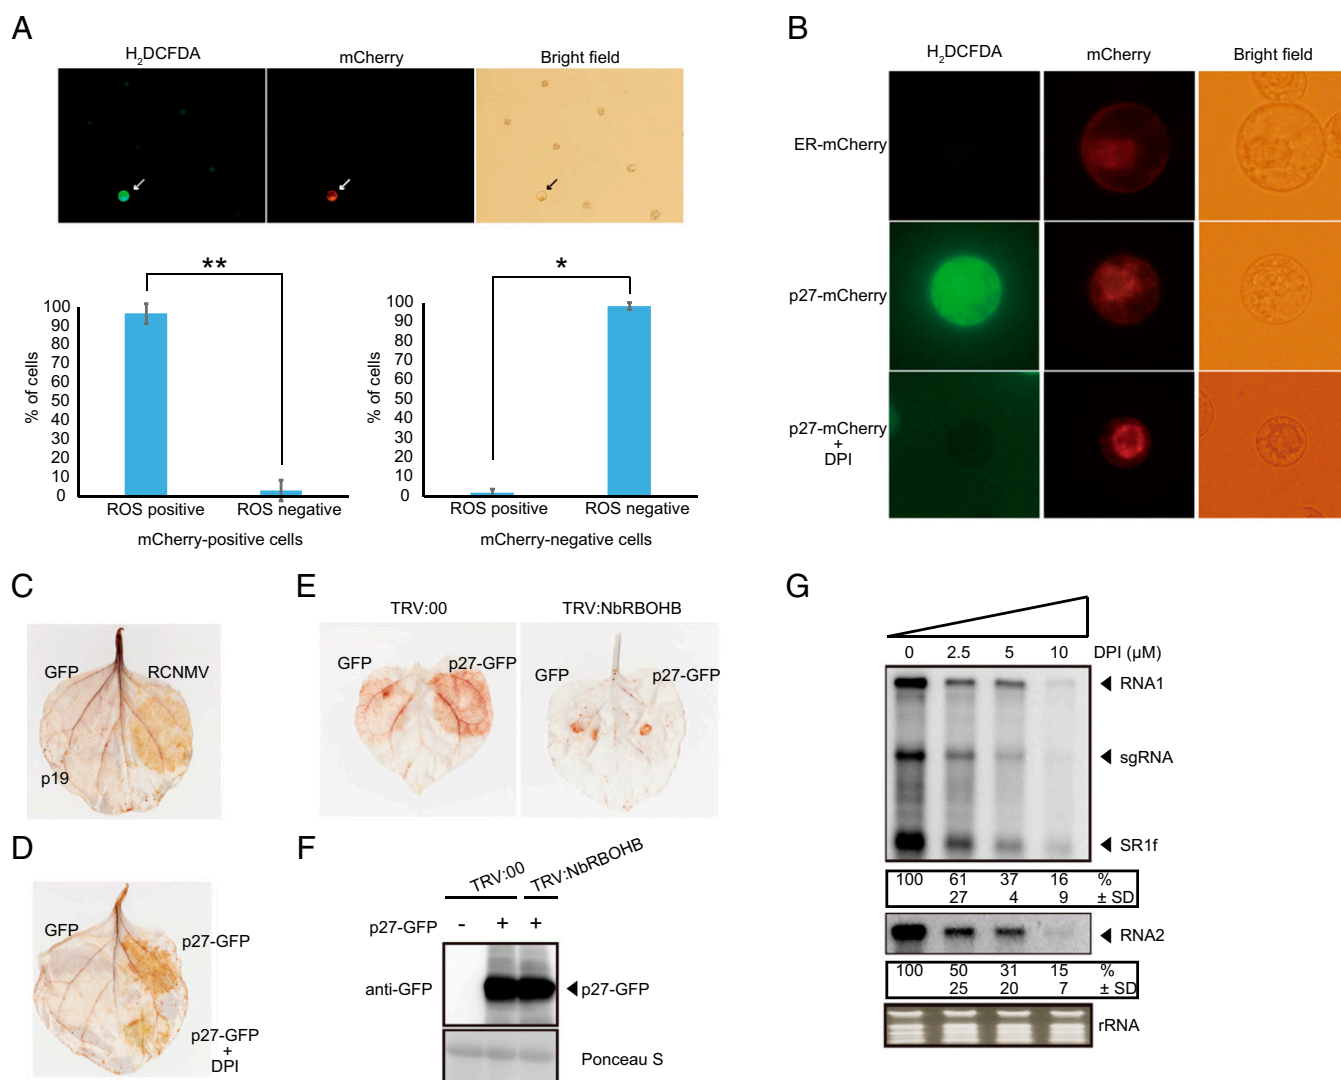 A
H₂DCFDA
mCherry
Bright field
**
% of cells
100
90
80
70
60
50
40
30
20
10
0
ROS positive
ROS negative
mCherry-positive cells
*
% of cells
100
90
80
70
60
50
40
30
20
10
0
ROS positive
ROS negative
mCherry-negative cells
B
H₂DCFDA
mCherry
Bright field
ER-mCherry
p27-mCherry
p27-mCherry
+
DPI
C
GFP
RCNMV
p19
D
GFP
p27-GFP
p27-GFP
+
DPI
E
TRV:00
TRV:NbRBOHB
GFP
p27-GFP
GFP
p27-GFP
F
TRV:00
TRV:NbRBOHB
p27-GFP - + +
anti-GFP
p27-GFP
Ponceau S
G
0 2.5 5 10 DPI (µM)
RNA1
sgRNA
SR1f
100 61 37 16 %
27 4 9 ± SD
RNA2
100 50 31 15 %
25 20 7 ± SD
rRNA